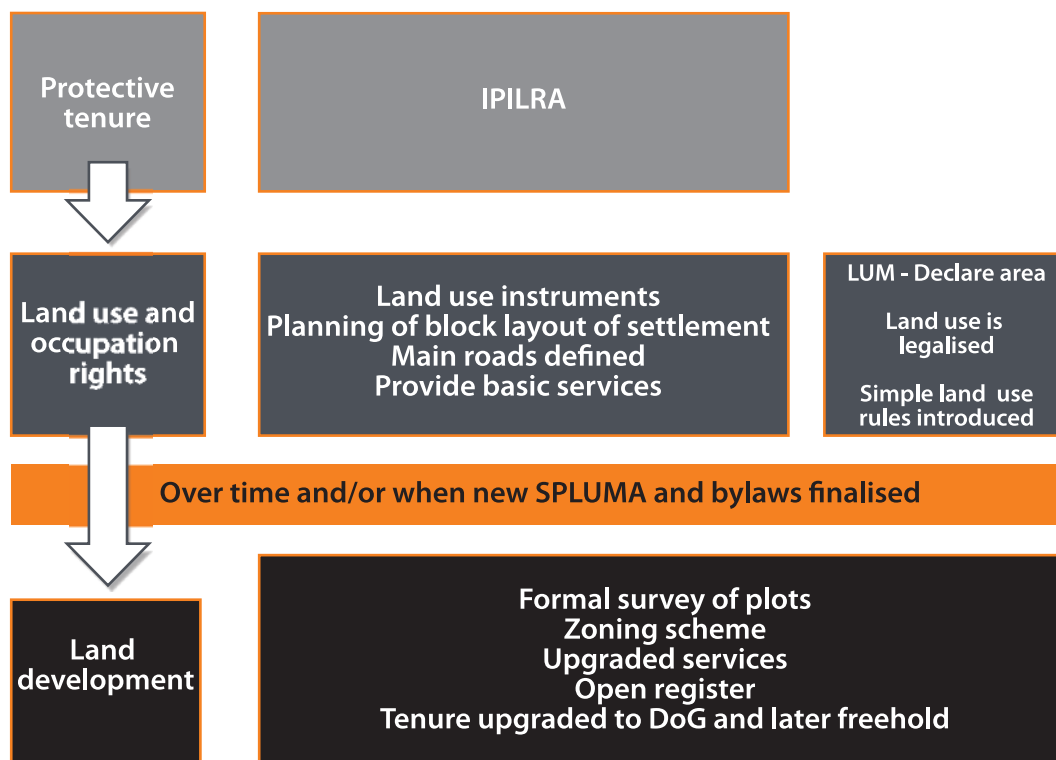 Protective
tenure
IPILRA
Land use and
occupation
rights
Land use instruments
Planning of block layout of settlement
Main roads defined
Provide basic services
LUM - Declare area
Land use is
legalised
Simple land use
rules introduced
Over time and/or when new SPLUMA and bylaws finalised
Land
development
Formal survey of plots
Zoning scheme
Upgraded services
Open register
Tenure upgraded to DoG and later freehold